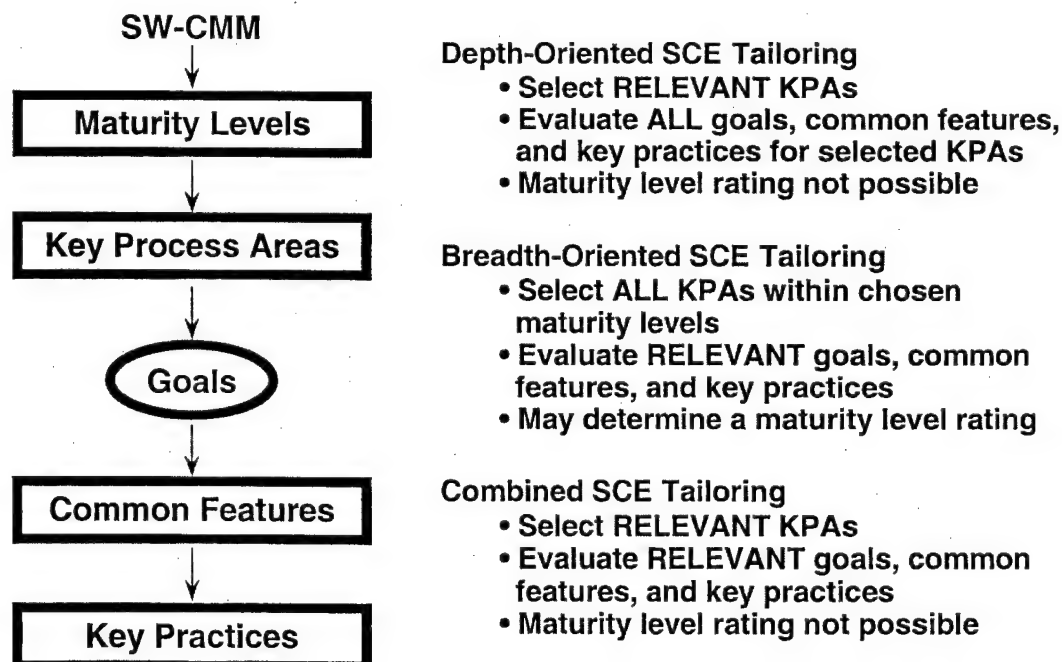 SW-CMM
Maturity Levels
Key Process Areas
Goals
Common Features
Key Practices
Depth-Oriented SCE Tailoring
• Select RELEVANT KPAs
• Evaluate ALL goals, common features,
and key practices for selected KPAs
• Maturity level rating not possible
Breadth-Oriented SCE Tailoring
• Select ALL KPAs within chosen
maturity levels
• Evaluate RELEVANT goals, common
features, and key practices
• May determine a maturity level rating
Combined SCE Tailoring
• Select RELEVANT KPAs
• Evaluate RELEVANT goals, common
features, and key practices
• Maturity level rating not possible